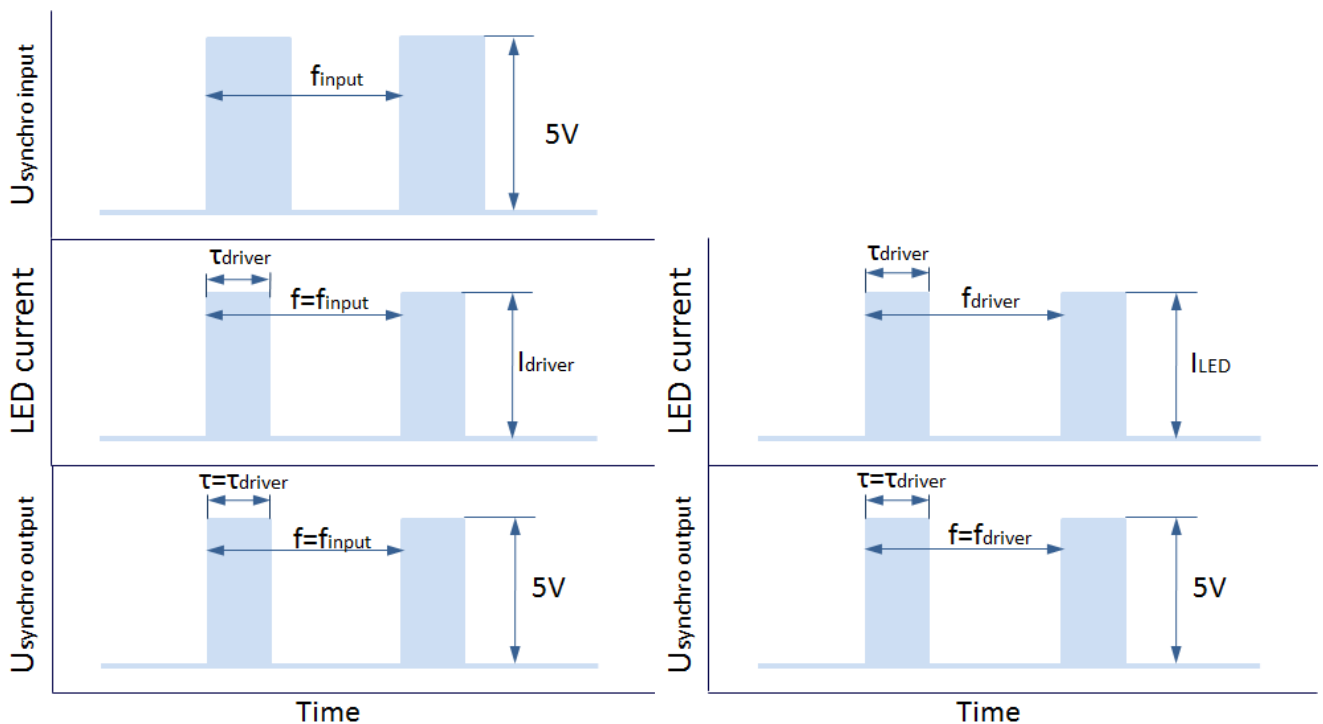 Usynchro input
finput
5V
LED current
τdriver
f=finput
Idriver
Usynchro output
τ=τdriver
f=finput
5V
Time
LED current
τdriver
fdriver
ILED
Usynchro output
τ=τdriver
f=fdriver
5V
Time